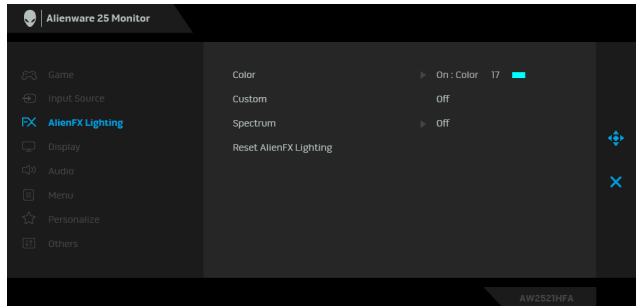 Alienware 25 Monitor
Game
Input Source
FX AlienFX Lighting
Display
Audio
Menu
Personalize
Others
Color On : Color 17
Custom Off
Spectrum Off
Reset AlienFX Lighting
AW2521HFA